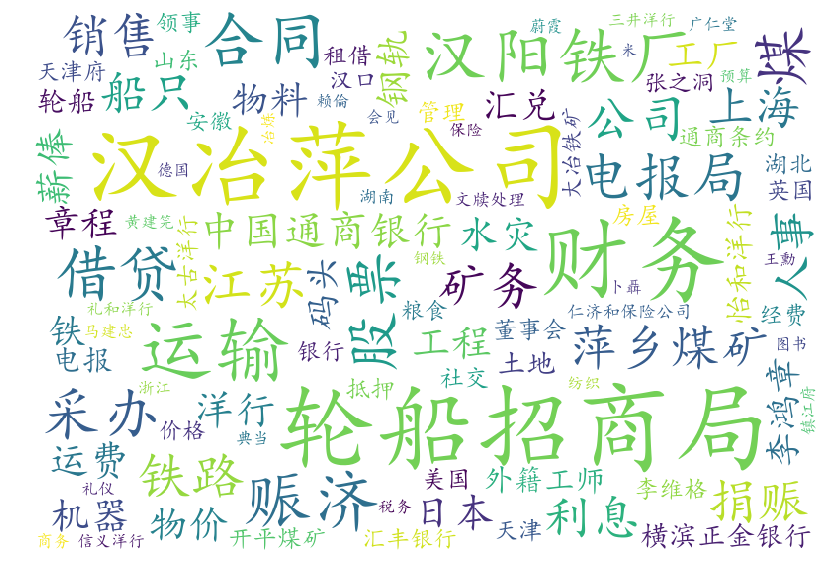 销售
领事
合同
租借
钢轨
汉阳铁厂
蔚霞
三井洋行
广仁堂
米
工厂
煤
天津府
山东
船只
汉口
张之洞
预算
轮船
物料
赖倫
管理
汇兑
上海
安徽
冶炼
会见
保险
公司
通商条约
薪俸
汉冶萍公司
德国
大冶铁矿
电报局
湖北
湖南
文牍处理
英国
章程
黄建笎
中国通商银行
水灾
房屋
怡和洋行
人事
太古洋行
钢铁
财务
王勳
借贷
江苏
码头
股票
矿务
卜聶
礼和洋行
粮食
仁济和保险公司
经费
铁
马建忠
运输
电报
银行
工程
董事会
土地
萍乡煤矿
图书
浙江
抵押
社交
纺织
李鸿章
镇江府
采办
洋行
价格
典当
轮船招商局
运费
铁路
赈济
美国
外籍工师
李维格
捐赈
礼仪
机器
物价
税务
日本
天津
利息
横滨正金银行
商务
信义洋行
开平煤矿
汇丰银行